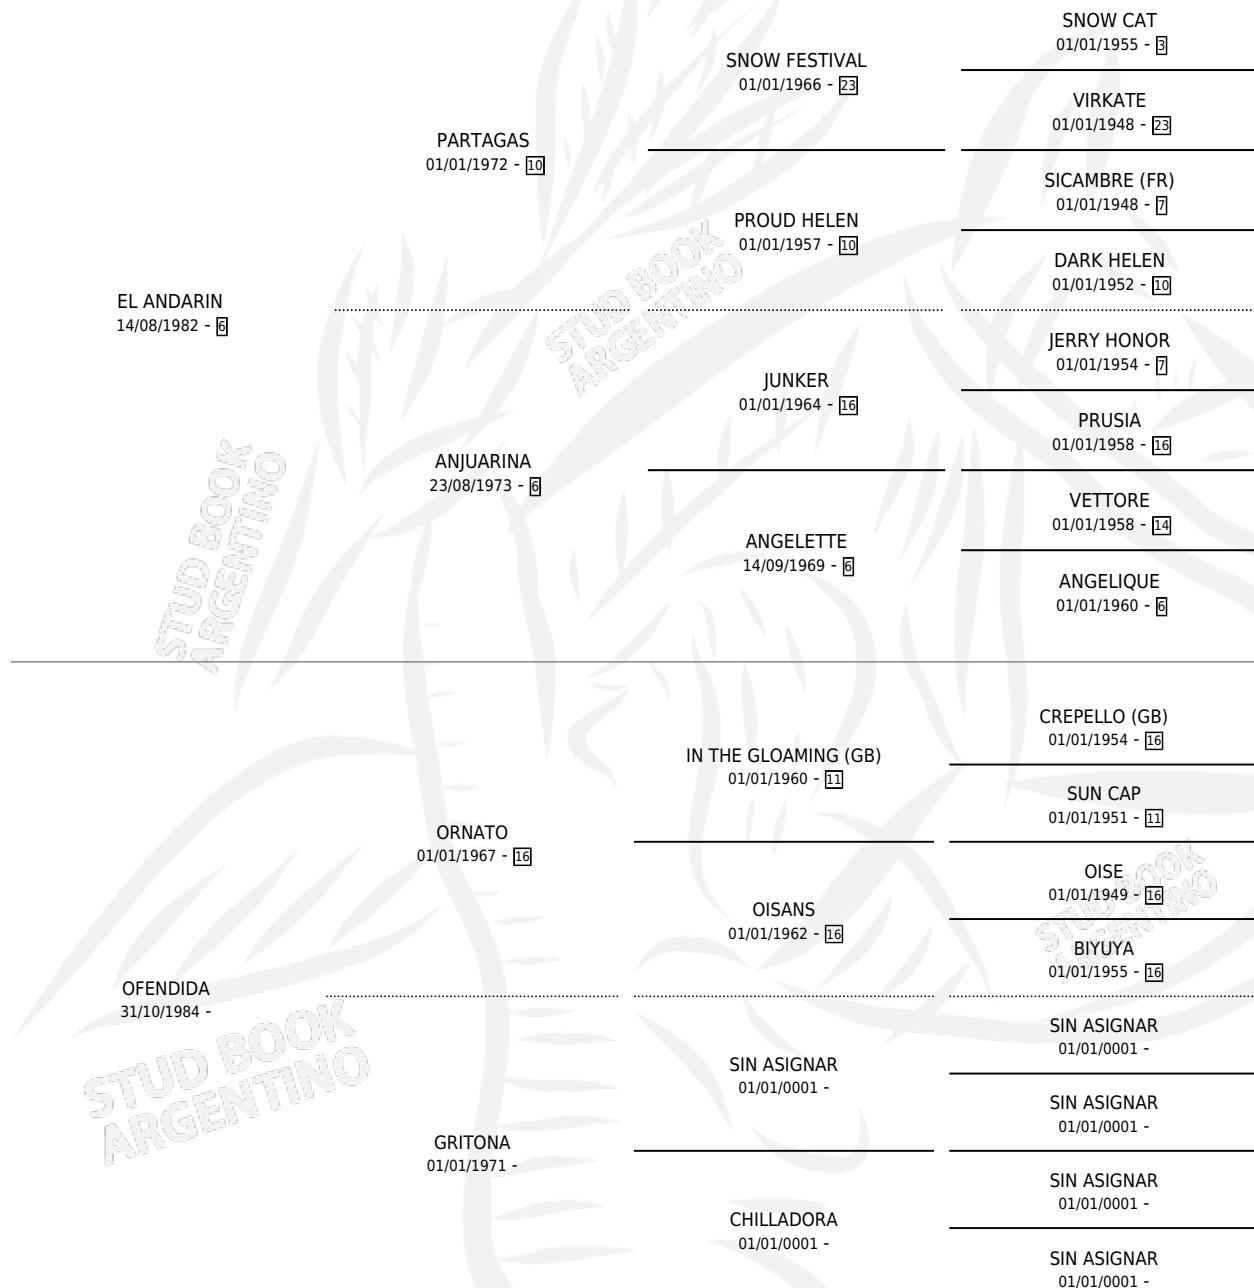 SNOW CAT
01/01/1955 - 3
SNOW FESTIVAL
01/01/1966 - 23
VIRKATE
01/01/1948 - 23
PARTAGAS
01/01/1972 - 10
SICAMBRE (FR)
01/01/1948 - 7
PROUD HELEN
01/01/1957 - 10
DARK HELEN
01/01/1952 - 10
EL ANDARIN
14/08/1982 - 6
STUD BOOK
ARGENTINO
JERRY HONOR
01/01/1954 - 7
JUNKER
01/01/1964 - 16
PRUSIA
01/01/1958 - 16
ANJUARINA
23/08/1973 - 6
VETTORE
01/01/1958 - 14
ANGELETTE
14/09/1969 - 6
ANGELIQUE
01/01/1960 - 6
STUD BOOK
ARGENTINO
CREPELLO (GB)
01/01/1954 - 16
IN THE GLOAMING (GB)
01/01/1960 - 11
SUN CAP
01/01/1951 - 11
ORNATO
01/01/1967 - 16
OISE
01/01/1949 - 16
OISANS
01/01/1962 - 16
BIYUYA
01/01/1955 - 16
STUD BOOK
ARGENTINO
OFENDIDA
31/10/1984 -
SIN ASIGNAR
01/01/0001 -
SIN ASIGNAR
01/01/0001 -
SIN ASIGNAR
01/01/0001 -
STUD BOOK
ARGENTINO
GRITONA
01/01/1971 -
SIN ASIGNAR
01/01/0001 -
CHILLADORA
01/01/0001 -
SIN ASIGNAR
01/01/0001 -